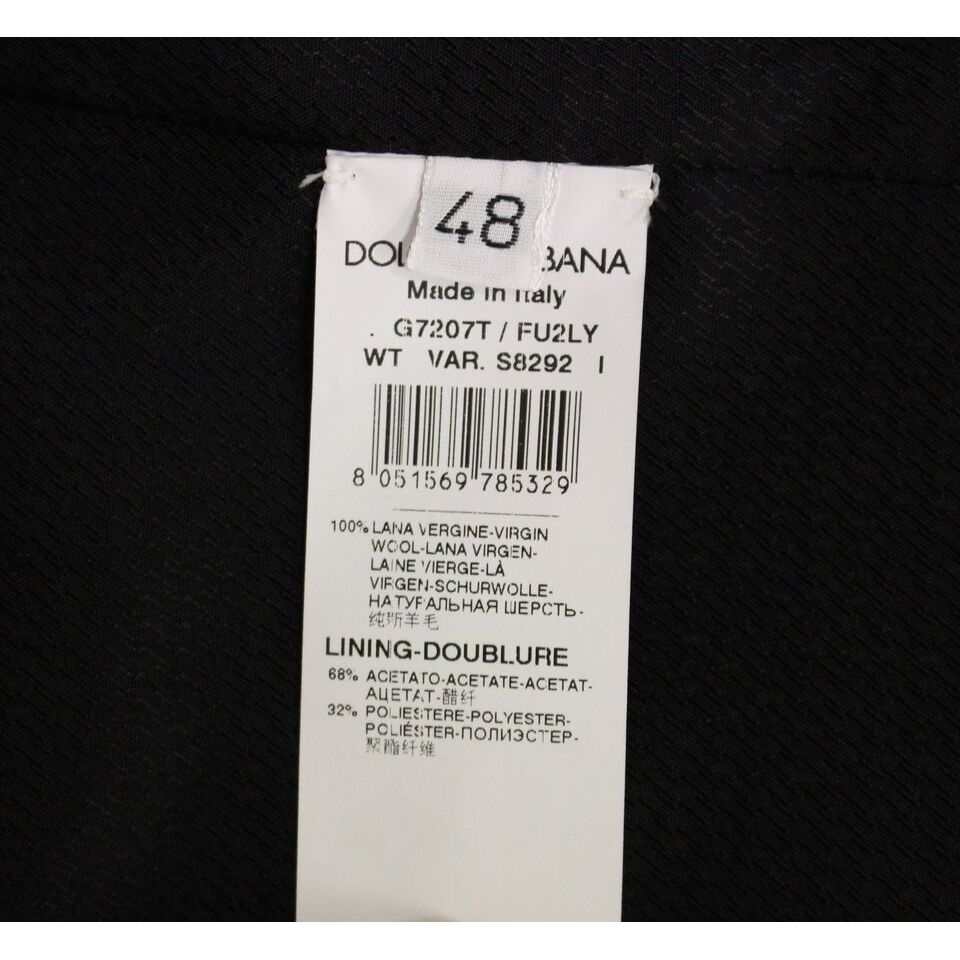 48
DOL BANA
Made in Italy
. G7207T / FU2LY
WT VAR. S8292 I
8 051569 785329
100% LANA VERGINE-VIRGIN
WOOL-LANA VIRGEN-
LAINE VIERGE-LÀ
VIRGEN-SCHURWOLLE-
НАТУРАЛЬНАЯ ШЕРСТЬ-
纯新羊毛
LINING-DOUBLURE
68% ACETATO-ACETATE-ACETAT-
АЦЕТАТ-醋纤
32% POLIESTERE-POLYESTER-
POLIÉSTER-ПОЛИЭСТЕР-
聚酯纤维